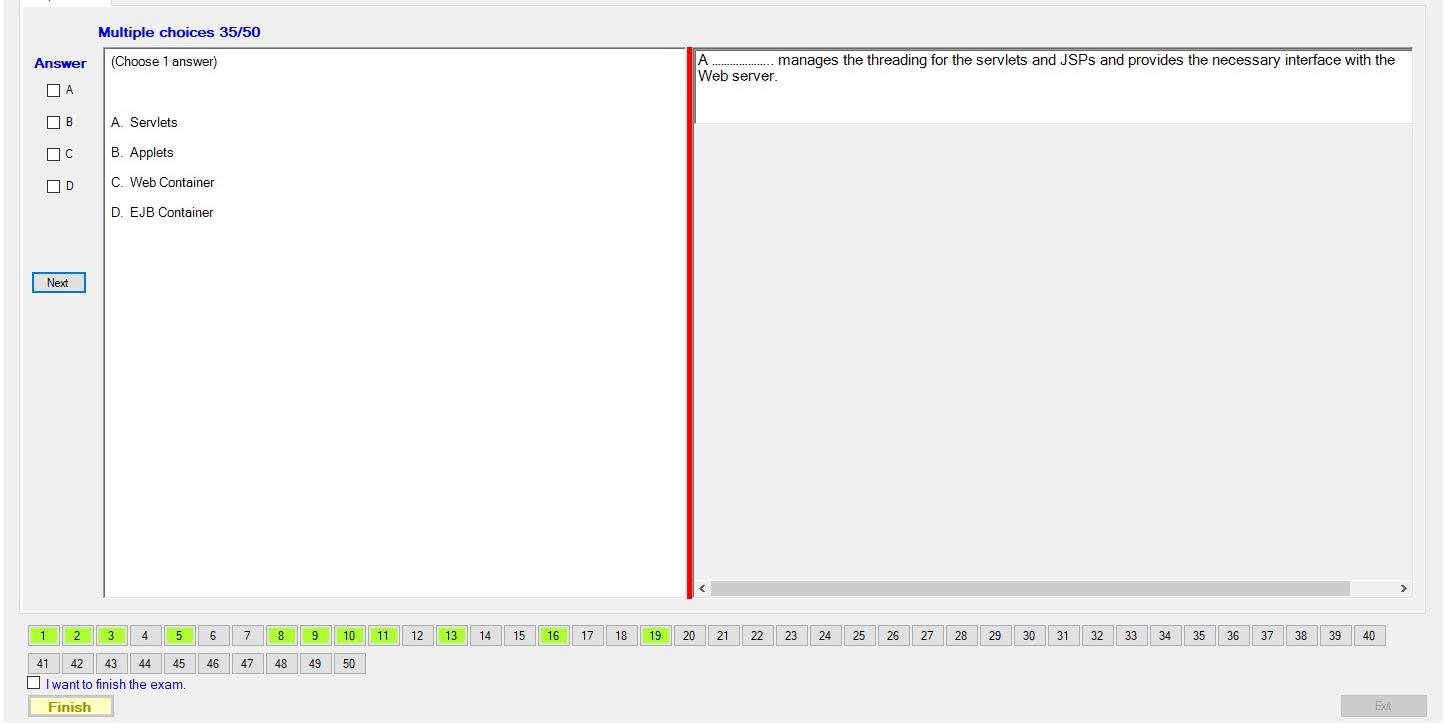 Multiple choices 35/50
Answer
A
B
C
D
Next
(Choose 1 answer)
A. Servlets
B. Applets
C. Web Container
D. EJB Container
A ..................... manages the threading for the servlets and JSPs and provides the necessary interface with the
Web server.
1 2 3 4 5 6 7 8 9 10 11 12 13 14 15 16 17 18 19 20 21 22 23 24 25 26 27 28 29 30 31 32 33 34 35 36 37 38 39 40
41 42 43 44 45 46 47 48 49 50
I want to finish the exam.
Finish
Exit